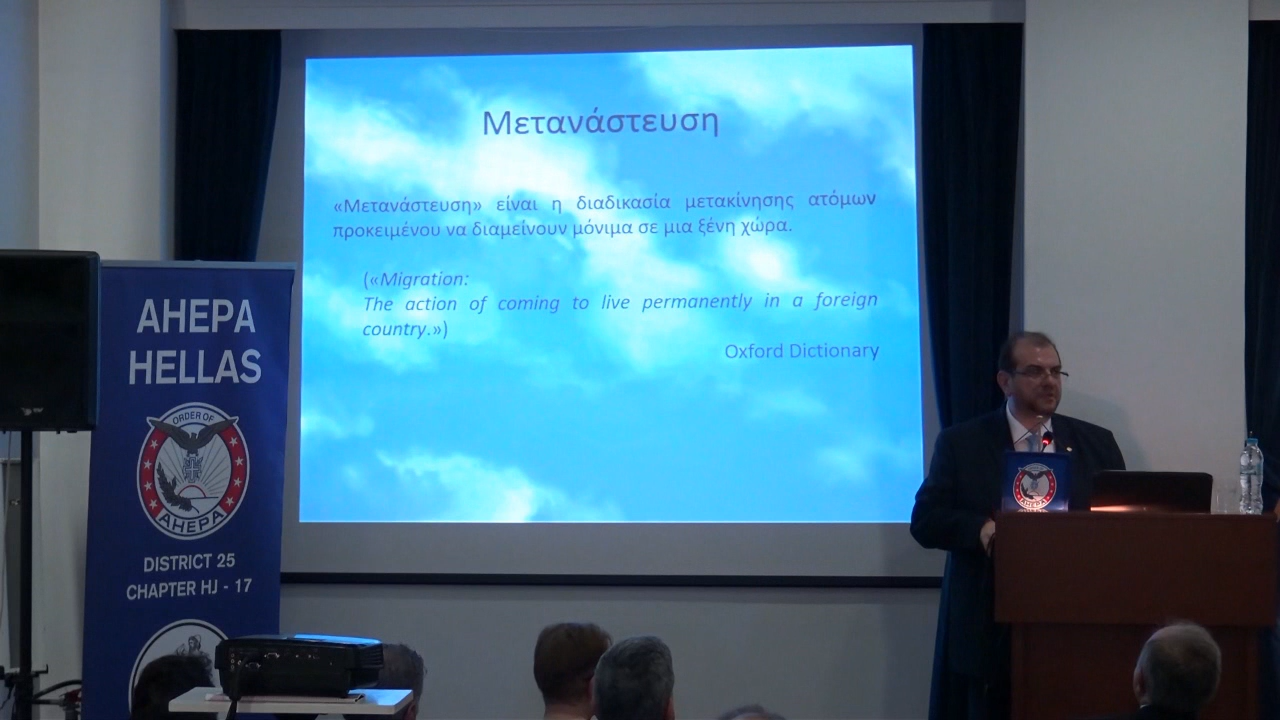 Μετανάστευση
«Μετανάστευση» είναι η διαδικασία μετακίνησης ατόμων
προκειμένου να διαμείνουν μόνιμα σε μια ξένη χώρα.
(«Migration:
The action of coming to live permanently in a foreign
country.»)
Oxford Dictionary
AHEPA
HELLAS
ORDER OF
AHEPA
DISTRICT 25
CHAPTER HJ - 17
AHEPA